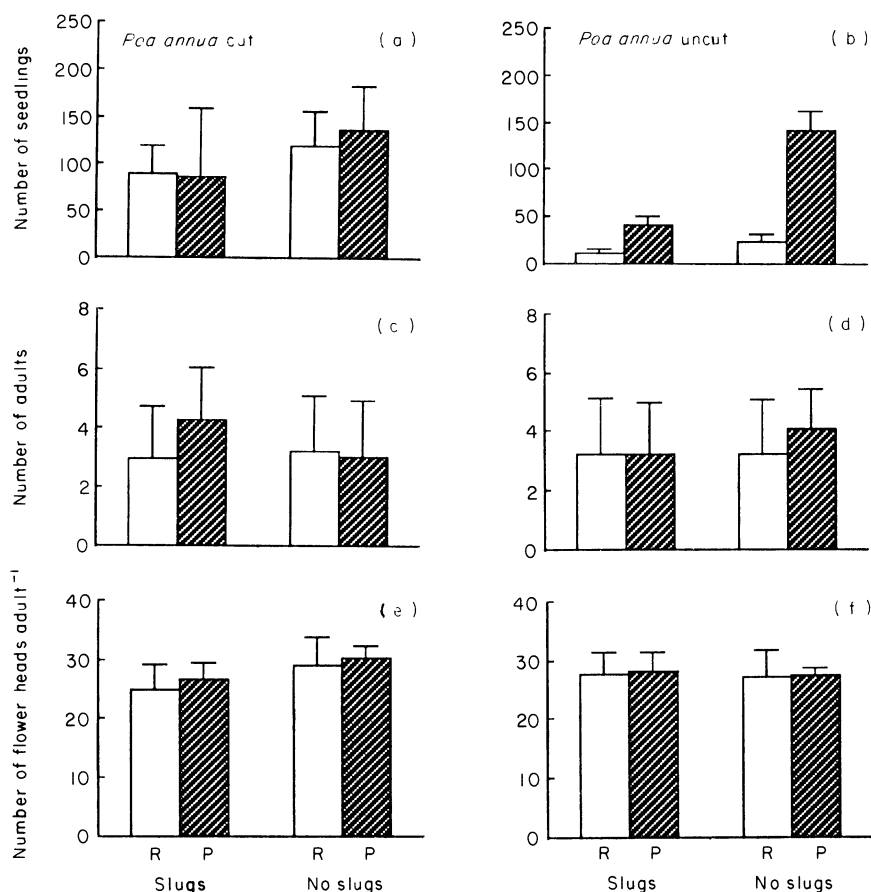 Poa annua cut (a)
Number of seedlings
250
200
150
100
50
0
Poa annua uncut (b)
250
200
150
100
50
0
(c)
Number of adults
8
6
4
2
0
(d)
8
6
4
2
0
(e)
Number of flower heads adult⁻¹
40
30
20
10
0
R P R P
Slugs No slugs
(f)
40
30
20
10
0
R P R P
Slugs No slugs